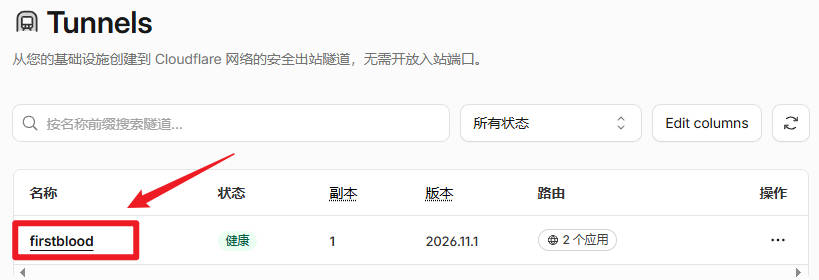 Tunnels
从您的基础设施创建到 Cloudflare 网络的安全出站隧道，无需开放入站端口。
按名称前缀搜索隧道... 所有状态 Edit columns
名称 状态 副本 版本 路由 操作
firstblood 健康 1 2026.11.1 2 个应用 ...